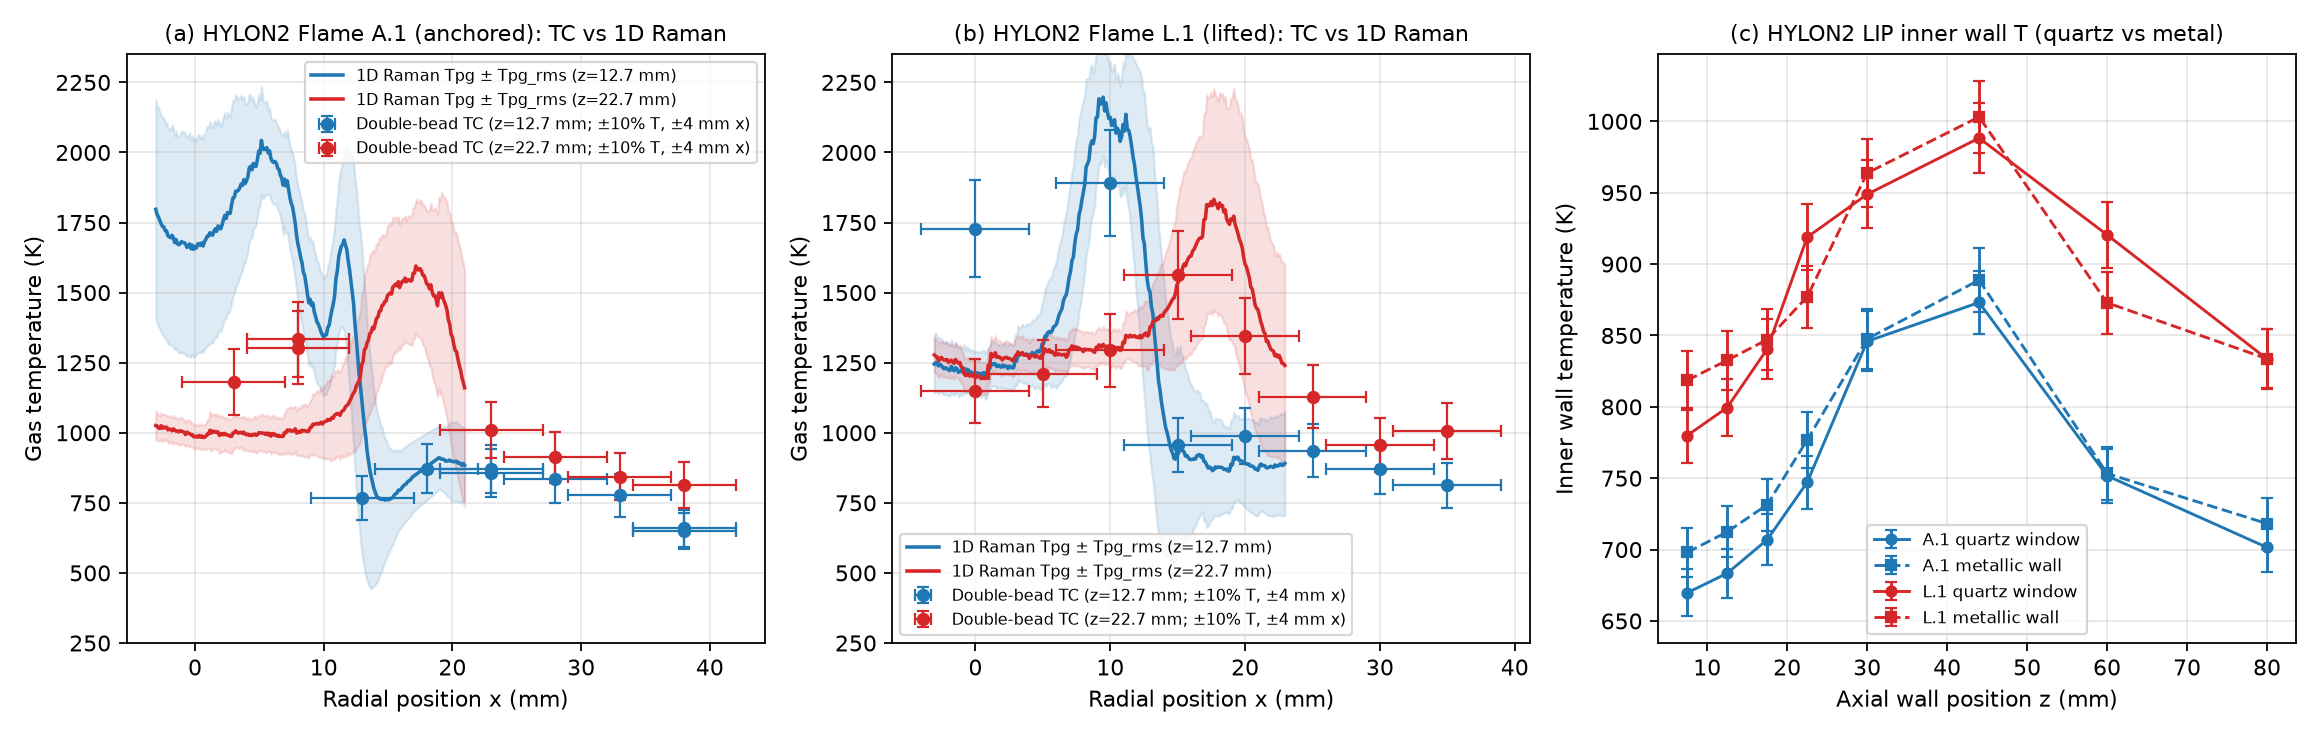 (a) HYLON2 Flame A.1 (anchored): TC vs 1D Raman
2250
2000
1750
1500
1250
1000
750
500
250
Gas temperature (K)
1D Raman Tpg ± Tpg_rms (z=12.7 mm)
1D Raman Tpg ± Tpg_rms (z=22.7 mm)
Double-bead TC (z=12.7 mm; ±10% T, ±4 mm x)
Double-bead TC (z=22.7 mm; ±10% T, ±4 mm x)
0 10 20 30 40
Radial position x (mm)
(b) HYLON2 Flame L.1 (lifted): TC vs 1D Raman
2250
2000
1750
1500
1250
1000
750
500
250
Gas temperature (K)
1D Raman Tpg ± Tpg_rms (z=12.7 mm)
1D Raman Tpg ± Tpg_rms (z=22.7 mm)
Double-bead TC (z=12.7 mm; ±10% T, ±4 mm x)
Double-bead TC (z=22.7 mm; ±10% T, ±4 mm x)
0 10 20 30 40
Radial position x (mm)
(c) HYLON2 LIP inner wall T (quartz vs metal)
1000
950
900
850
800
750
700
650
Inner wall temperature (K)
A.1 quartz window
A.1 metallic wall
L.1 quartz window
L.1 metallic wall
10 20 30 40 50 60 70 80
Axial wall position z (mm)